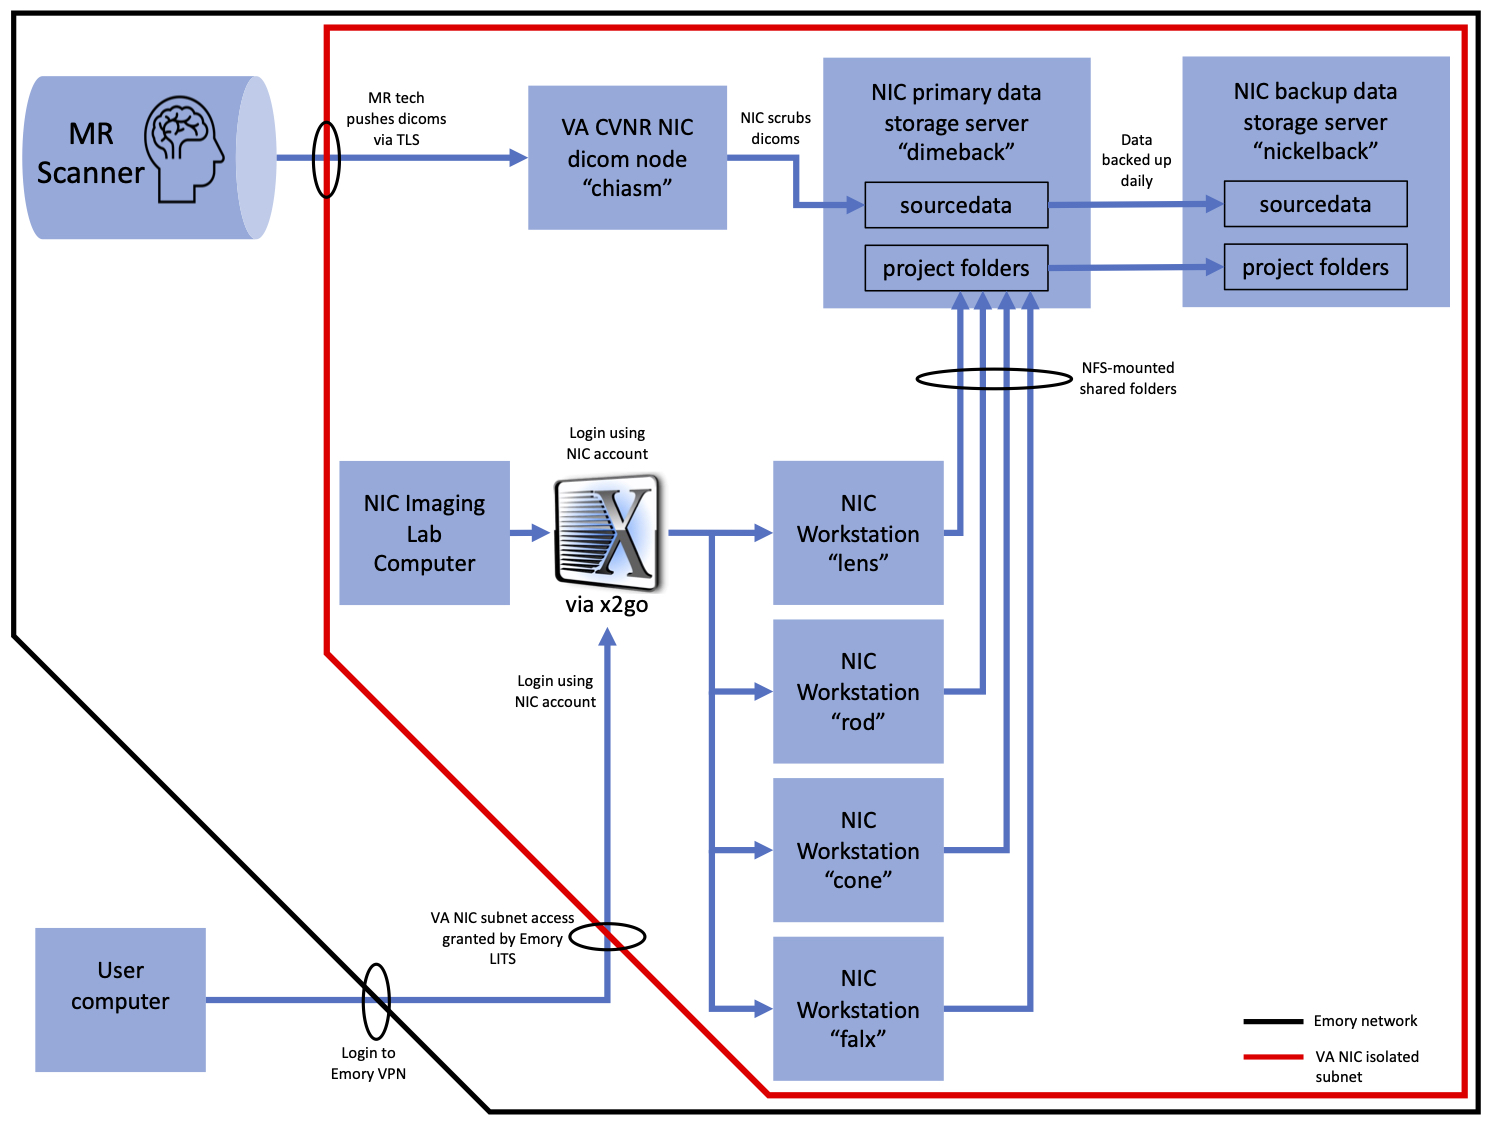 MR
Scanner
MR tech
pushes dicoms
via TLS
VA CVNR NIC
dicom node
“chiasm”
NIC scrubs
dicoms
NIC primary data
storage server
“dimeback”
sourcedata
project folders
Data
backed up
daily
NIC backup data
storage server
“nickelback”
sourcedata
project folders
NFS-mounted
shared folders
NIC Imaging
Lab
Computer
Login using
NIC account
X
via x2go
Login using
NIC account
NIC
Workstation
“lens”
NIC
Workstation
“rod”
NIC
Workstation
“cone”
NIC
Workstation
“falx”
VA NIC subnet access
granted by Emory
LITS
User
computer
Login to
Emory VPN
Emory network
VA NIC isolated
subnet